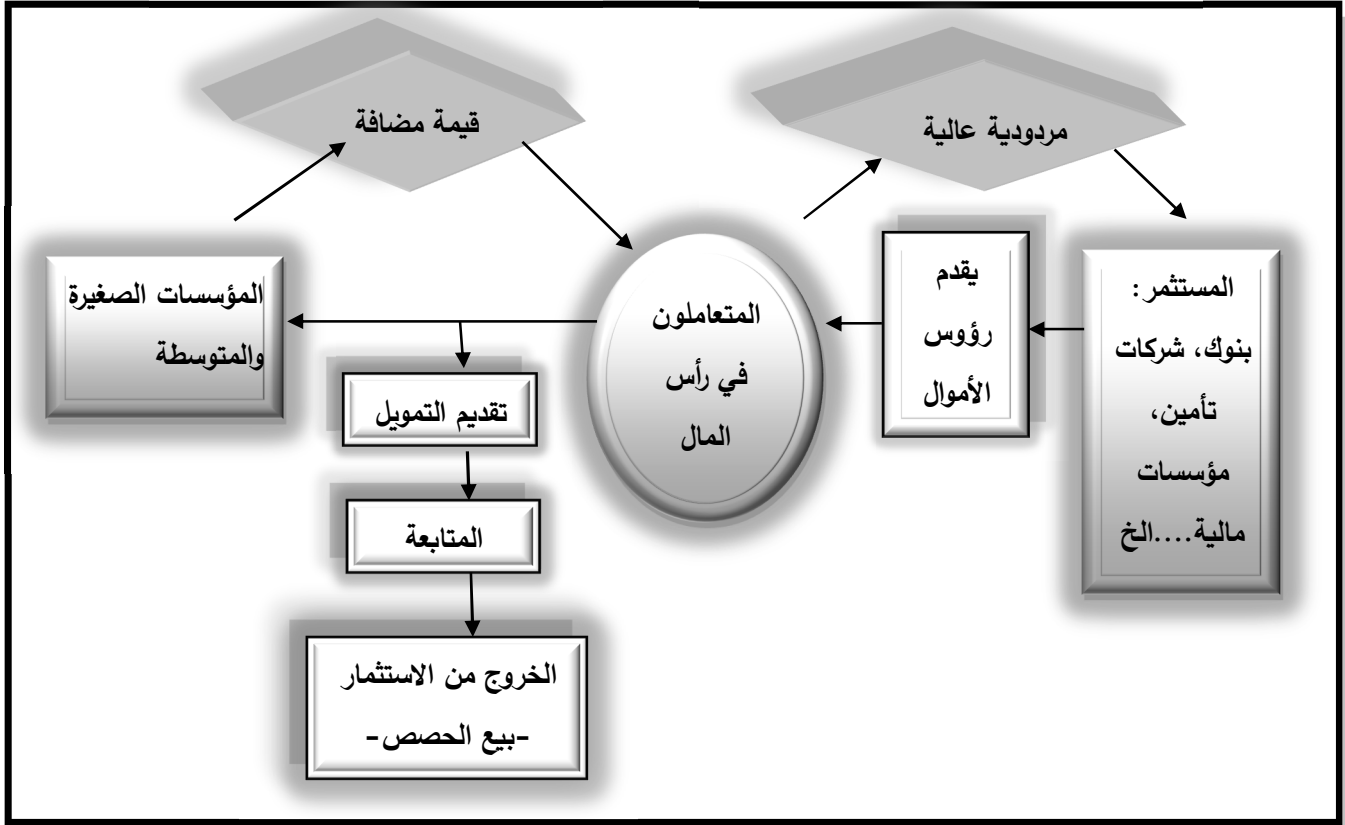 مردودية عالية
قيمة مضافة
المستثمر:
بنوك، شركات
تأمين،
مؤسسات
مالية....الخ
يقدم
رؤوس
الأموال
المتعاملون
في رأس
المال
المؤسسات الصغيرة
والمتوسطة
تقديم التمويل
المتابعة
الخروج من الاستثمار
-بيع الحصص-